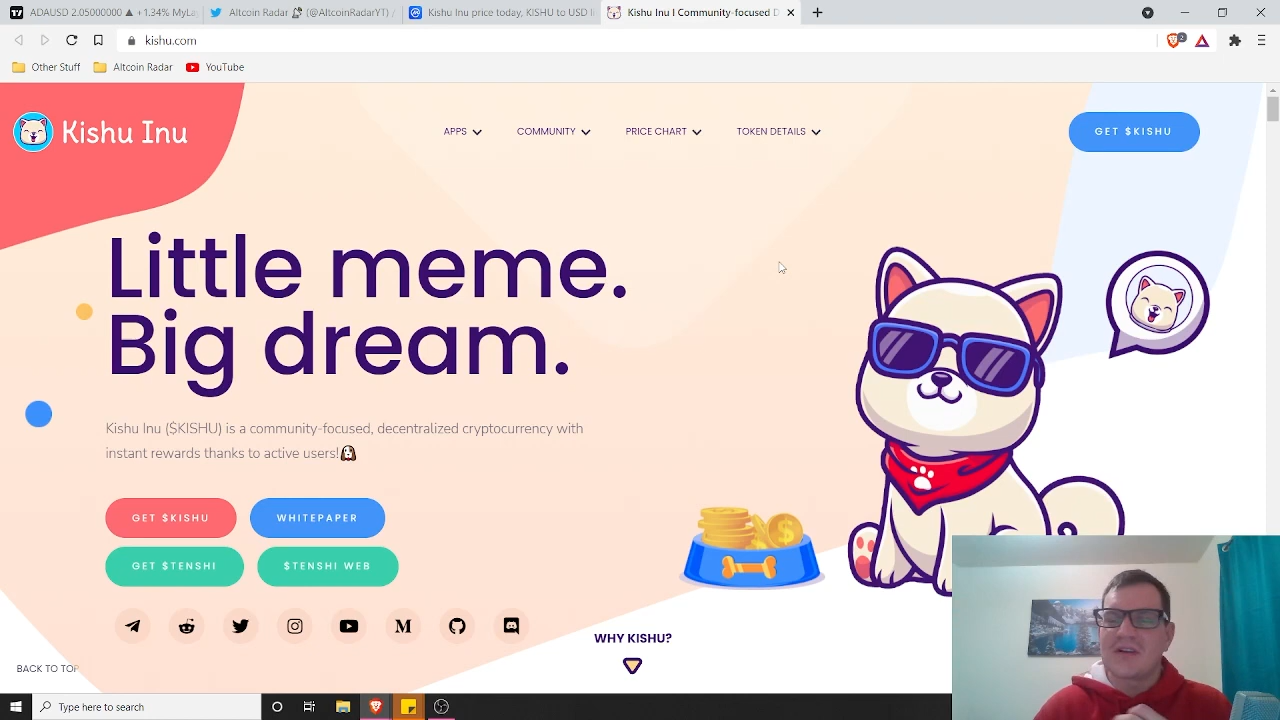 ADAUSD 2.05000000 ▲ +1.34% MyLa
Altcoin Radar (@AltcoinRadarYT) /
Kishu Inu price today, KISHU to USD li
Kishu Inu | Community-focused D
kishu.com
2
Other Stuff
Altcoin Radar
YouTube
Kishu Inu
APPS
COMMUNITY
PRICE CHART
TOKEN DETAILS
GET $KISHU
Little meme.
Big dream.
Kishu Inu ($KISHU) is a community-focused, decentralized cryptocurrency with
instant rewards thanks to active users!
GET $KISHU
WHITEPAPER
GET $TENSHI
$TENSHI WEB
WHY KISHU?
BACK TO TOP
Type here to search